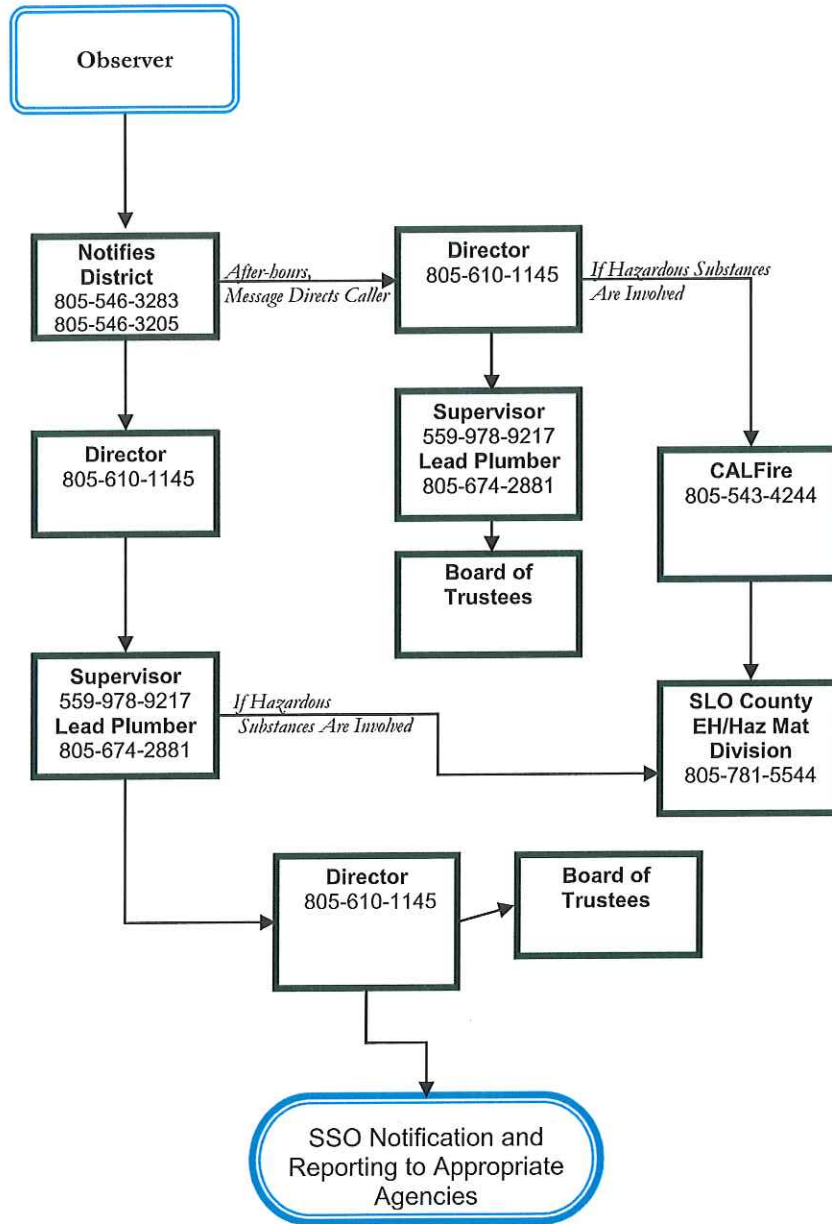 Observer
Notifies
District
805-546-3283
805-546-3205
After-hours,
Message Directs Caller
Director
805-610-1145
If Hazardous Substances
Are Involved
Director
805-610-1145
Supervisor
559-978-9217
Lead Plumber
805-674-2881
CALFire
805-543-4244
Board of
Trustees
Supervisor
559-978-9217
Lead Plumber
805-674-2881
If Hazardous
Substances Are Involved
SLO County
EH/Haz Mat
Division
805-781-5544
Director
805-610-1145
Board of
Trustees
SSO Notification and
Reporting to Appropriate
Agencies